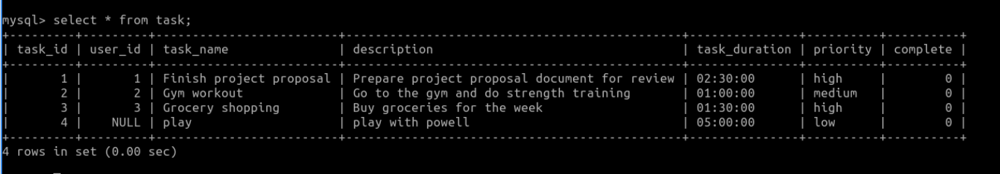 mysql> select * from task;
+---------+---------+--------------------------+----------------------------------------------+---------------+----------+----------+
| task_id | user_id | task_name                | description                                  | task_duration | priority | complete |
+---------+---------+--------------------------+----------------------------------------------+---------------+----------+----------+
|       1 |       1 | Finish project proposal | Prepare project proposal document for review | 02:30:00      | high     |        0 |
|       2 |       2 | Gym workout              | Go to the gym and do strength training       | 01:00:00      | medium   |        0 |
|       3 |       3 | Grocery shopping         | Buy groceries for the week                   | 01:30:00      | high     |        0 |
|       4 |    NULL | play                     | play with powell                             | 05:00:00      | low      |        0 |
+---------+---------+--------------------------+----------------------------------------------+---------------+----------+----------+
4 rows in set (0.00 sec)